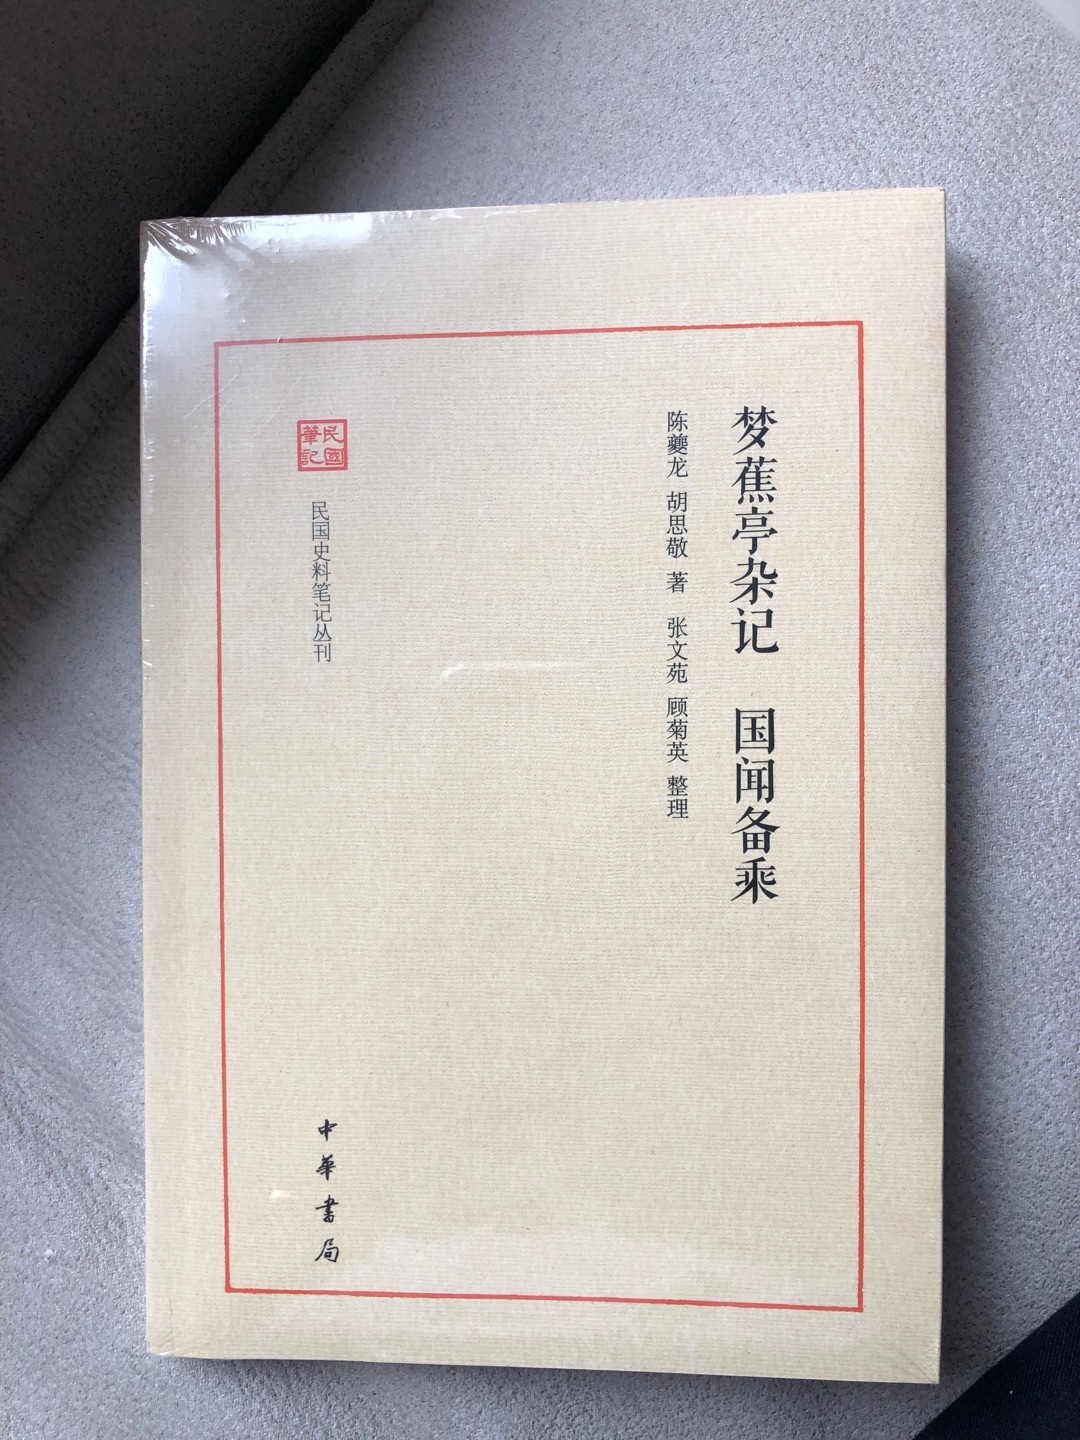 梦蕉亭杂记 国闻备乘
陈夔龙 胡思敬 著 张文苑 顾菊英 整理
民國筆記
民国史料笔记丛刊
中華書局